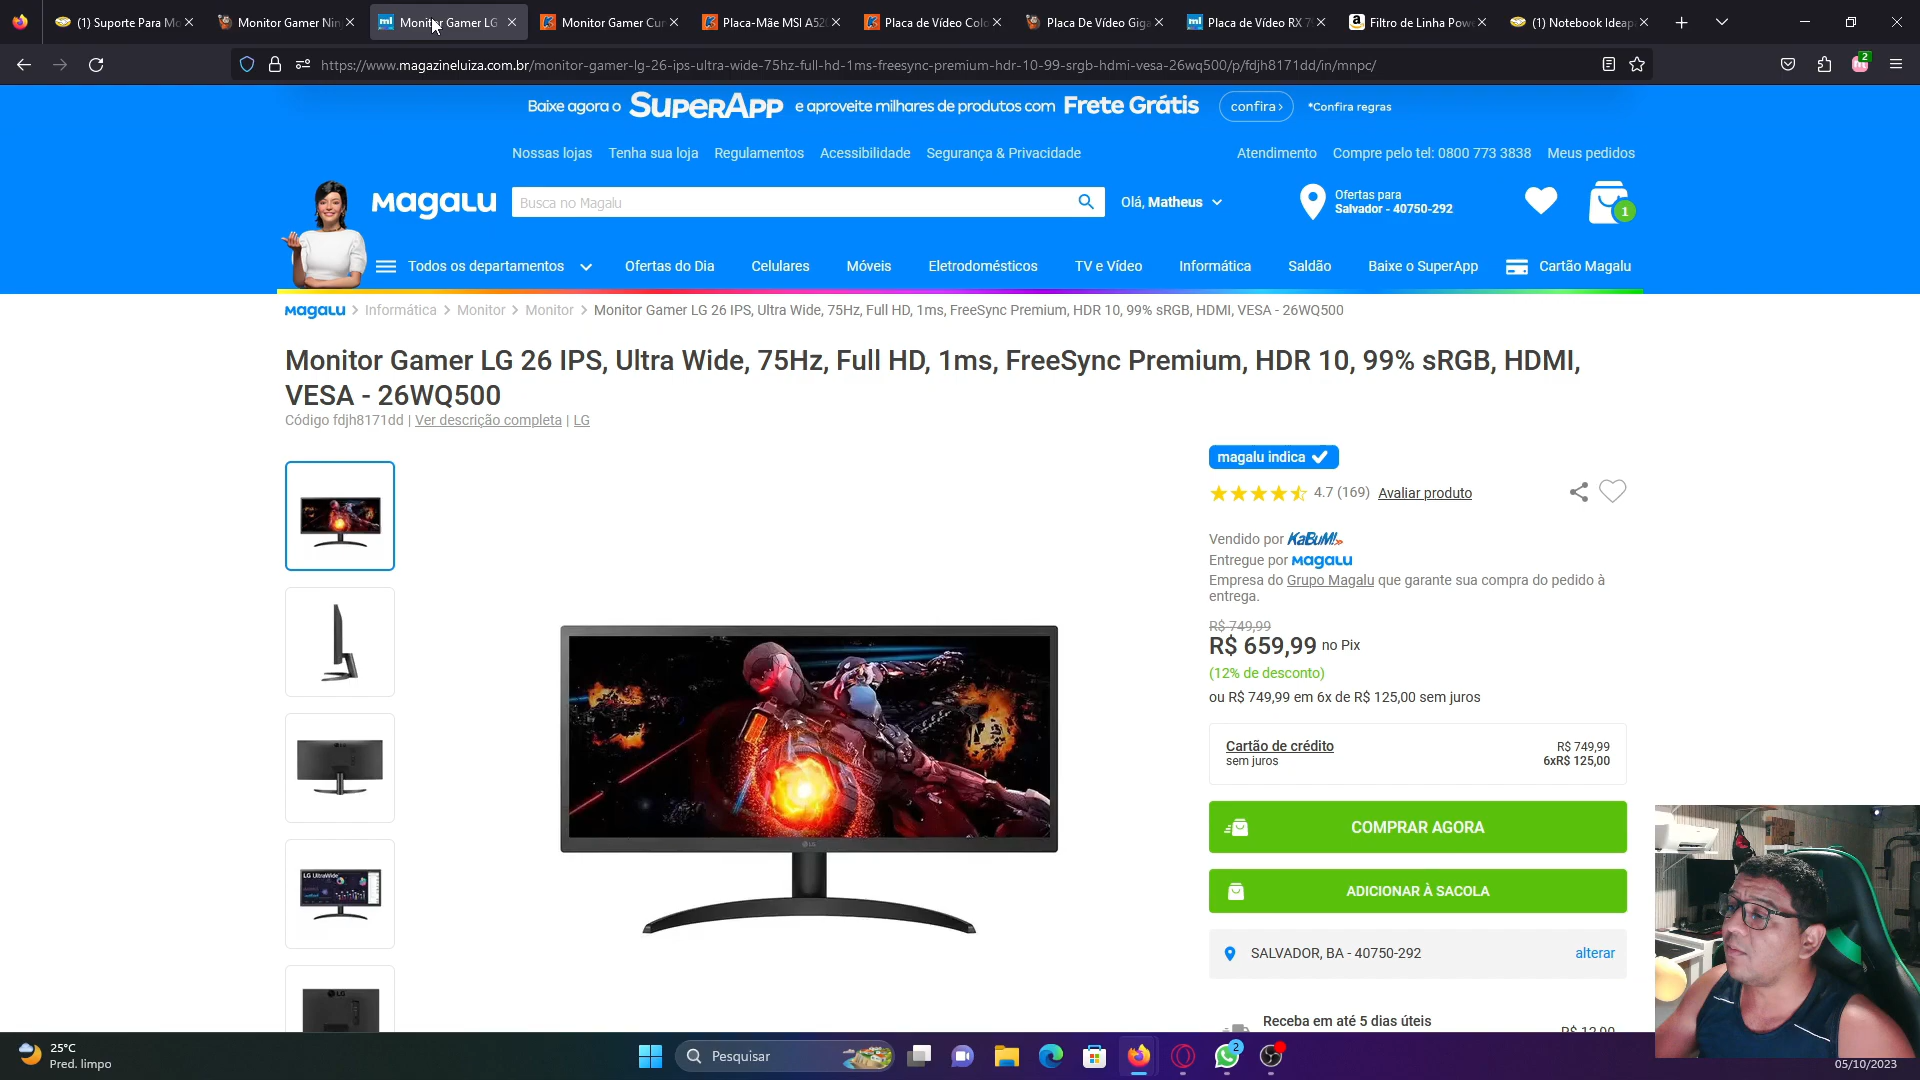 (1) Suporte Para Mo
Monitor Gamer Nin
Monitor Gamer LG
Monitor Gamer Cur
Placa-Mãe MSI A52
Placa de Vídeo Colo
Placa De Vídeo Giga
Placa de Vídeo RX 7
Filtro de Linha Pow
(1) Notebook Ideap
https://www.magazineluiza.com.br/monitor-gamer-lg-26-ips-ultra-wide-75hz-full-hd-1ms-freesync-premium-hdr-10-99-srgb-hdmi-vesa-26wq500/p/fdjh8171dd/in/mnpc/
2
Baixe agora o SuperApp e aproveite milhares de produtos com Frete Grátis confira› *Confira regras
Nossas lojas Tenha sua loja Regulamentos Acessibilidade Segurança & Privacidade Atendimento Compre pelo tel: 0800 773 3838 Meus pedidos
Magalu
Busca no Magalu
Olá, Matheus
Ofertas para
Salvador - 40750-292
1
Todos os departamentos Ofertas do Dia Celulares Móveis Eletrodomésticos TV e Vídeo Informática Saldão Baixe o SuperApp Cartão Magalu
Magalu > Informática > Monitor > Monitor > Monitor Gamer LG 26 IPS, Ultra Wide, 75Hz, Full HD, 1ms, FreeSync Premium, HDR 10, 99% sRGB, HDMI, VESA - 26WQ500
Monitor Gamer LG 26 IPS, Ultra Wide, 75Hz, Full HD, 1ms, FreeSync Premium, HDR 10, 99% sRGB, HDMI,
VESA - 26WQ500
Código fdjh8171dd | Ver descrição completa | LG
magalu indica
4.7 (169) Avaliar produto
Vendido por KaBuM!
Entregue por Magalu
Empresa do Grupo Magalu que garante sua compra do pedido à
entrega.
R$ 749,99
R$ 659,99 no Pix
(12% de desconto)
ou R$ 749,99 em 6x de R$ 125,00 sem juros
Cartão de crédito R$ 749,99
sem juros 6xR$ 125,00
COMPRAR AGORA
ADICIONAR À SACOLA
SALVADOR, BA - 40750-292 alterar
Receba em até 5 dias úteis
LG UltraWide
LG
LG
25°C
Pred. limpo
Pesquisar
2
05/10/2023